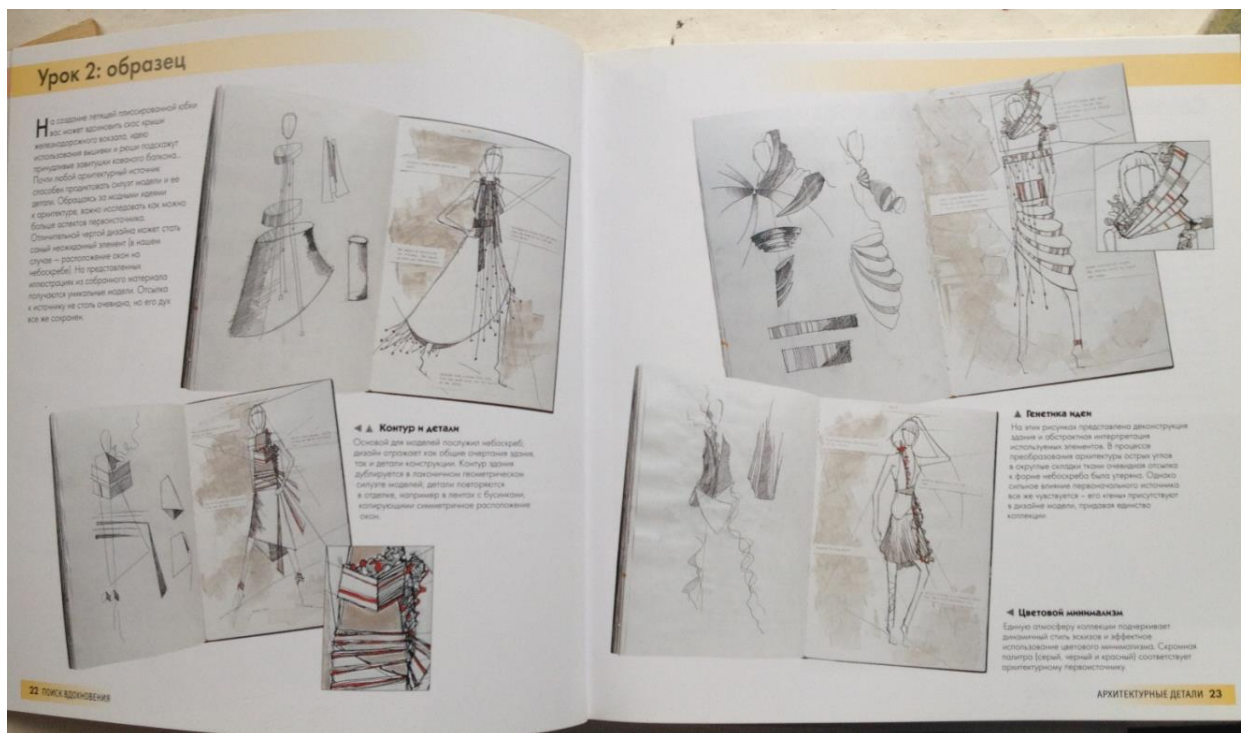 Урок 2: образец
На создание летящей плиссированной юбки
вас может вдохновить скос крыши
железнодорожного вокзала, идею
использования вышивки и рюши подскажут
причудливые завитушки кованого балкона...
Почти любой архитектурный источник
способен продиктовать силуэт модели и ее
детали. Обращаясь за модными идеями
к архитектуре, важно исследовать как можно
больше аспектов первоисточника.
Отличительной чертой дизайна может стать
самый неожиданный элемент (в нашем
случае – расположение окон на
небоскребе). На представленных
иллюстрациях из собранного материала
получаются уникальные модели. Отсылка
к источнику не столь очевидна, но его дух
все же сохранен.
◄ ▲ Контур и детали
Основой для моделей послужил небоскреб,
дизайн отражает как общие очертания здания,
так и детали конструкции. Контур здания
дублируется в лаконичном геометрическом
силуэте моделей, детали повторяются
в отделке, например в лентах с бусинками,
копирующими симметричное расположение
окон.
22 ПОИСК ВДОХНОВЕНИЯ
▲ Генетика идеи
На этих рисунках представлена деконструкция
здания и абстрактная интерпретация
используемых элементов. В процессе
преобразования архитектуры острых углов
в округлые складки ткани очевидная отсылка
к форме небоскреба была утеряна. Однако
сильное влияние первоначального источника
все же чувствуется – его «гены» присутствуют
в дизайне модели, придавая единство
коллекции.
◄ Цветовой минимализм
Единую атмосферу коллекции подчеркивает
динамичный стиль эскизов и эффектное
использование цветового минимализма. Скромная
палитра (серый, черный и красный) соответствует
архитектурному первоисточнику.
АРХИТЕКТУРНЫЕ ДЕТАЛИ 23